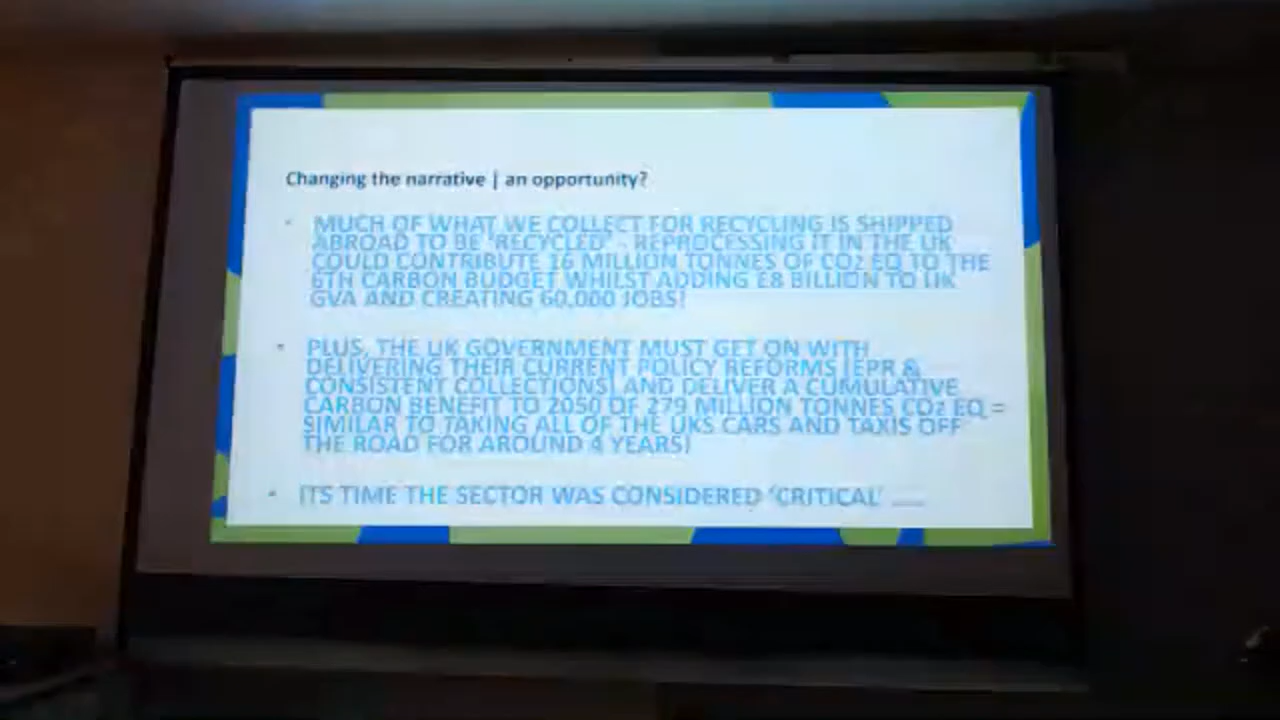 Changing the narrative | an opportunity?
MUCH OF WHAT WE COLLECT FOR RECYCLING IS SHIPPED
ABROAD TO BE 'RECYCLED' - REPROCESSING IT IN THE UK
COULD CONTRIBUTE 16 MILLION TONNES OF CO2 EQ TO THE
6TH CARBON BUDGET WHILST ADDING £8 BILLION TO UK
GVA AND CREATING 60,000 JOBS!
PLUS, THE UK GOVERNMENT MUST GET ON WITH
DELIVERING THEIR CURRENT POLICY REFORMS (EPR &
CONSISTENT COLLECTIONS) AND DELIVER A CUMULATIVE
CARBON BENEFIT TO 2050 OF 279 MILLION TONNES CO2 EQ =
SIMILAR TO TAKING ALL OF THE UKS CARS AND TAXIS OFF
THE ROAD FOR AROUND 4 YEARS!
ITS TIME THE SECTOR WAS CONSIDERED 'CRITICAL' ......